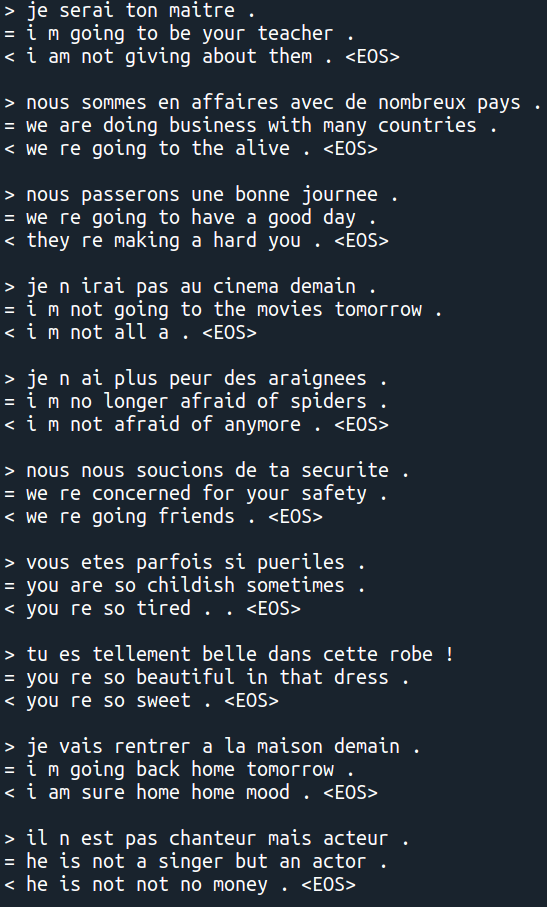 > je serai ton maitre .
= i m going to be your teacher .
< i am not giving about them . <EOS>
> nous sommes en affaires avec de nombreux pays .
= we are doing business with many countries .
< we re going to the alive . <EOS>
> nous passerons une bonne journee .
= we re going to have a good day .
< they re making a hard you . <EOS>
> je n irai pas au cinema demain .
= i m not going to the movies tomorrow .
< i m not all a . <EOS>
> je n ai plus peur des araignees .
= i m no longer afraid of spiders .
< i m not afraid of anymore . <EOS>
> nous nous soucions de ta securite .
= we re concerned for your safety .
< we re going friends . <EOS>
> vous etes parfois si pueriles .
= you are so childish sometimes .
< you re so tired . . <EOS>
> tu es tellement belle dans cette robe !
= you re so beautiful in that dress .
< you re so sweet . <EOS>
> je vais rentrer a la maison demain .
= i m going back home tomorrow .
< i am sure home home mood . <EOS>
> il n est pas chanteur mais acteur .
= he is not a singer but an actor .
< he is not not no money . <EOS>